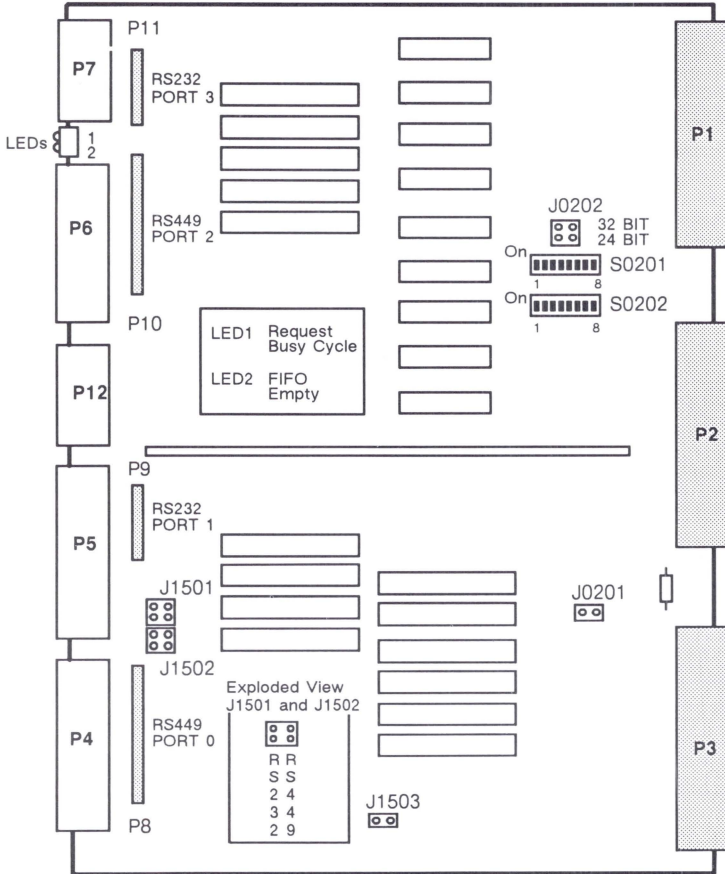 P11
P7
RS232
PORT 3
LEDs
1
2
P1
P6
RS449
PORT 2
J0202
32 BIT
24 BIT
On
S0201
1 8
On
S0202
1 8
P10
LED1 Request
Busy Cycle
LED2 FIFO
Empty
P12
P2
P9
RS232
PORT 1
P5
J1501
J0201
J1502
Exploded View
J1501 and J1502
RS449
PORT 0
P4
R R
S S
2 4
3 4
2 9
P3
J1503
P8